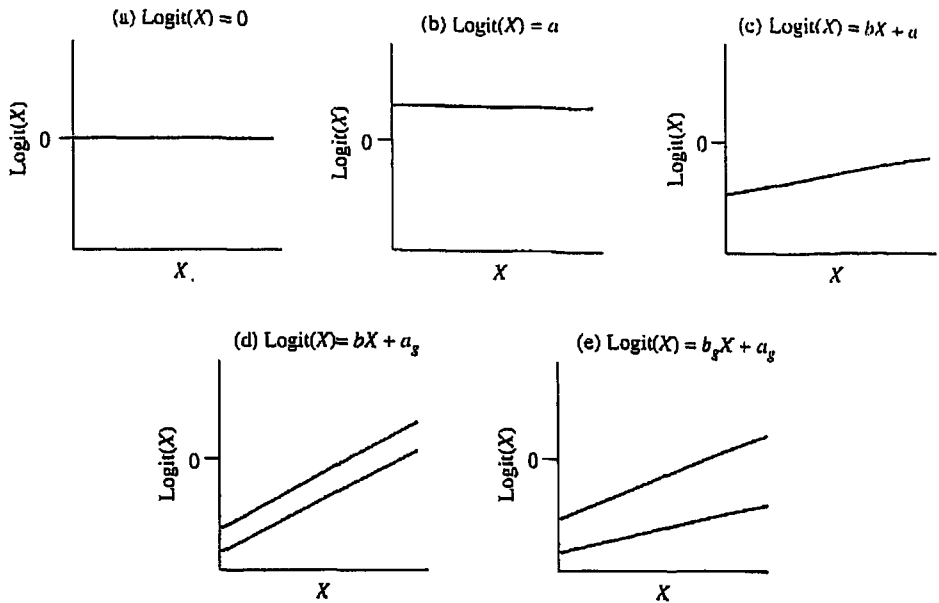 (a) Logit(X) = 0
Logit(X)
0
X
(b) Logit(X) = a
Logit(X)
0
X
(c) Logit(X) = bX + a
Logit(X)
0
X
(d) Logit(X)= bX + a_g
Logit(X)
0
X
(e) Logit(X) = b_gX + a_g
Logit(X)
0
X